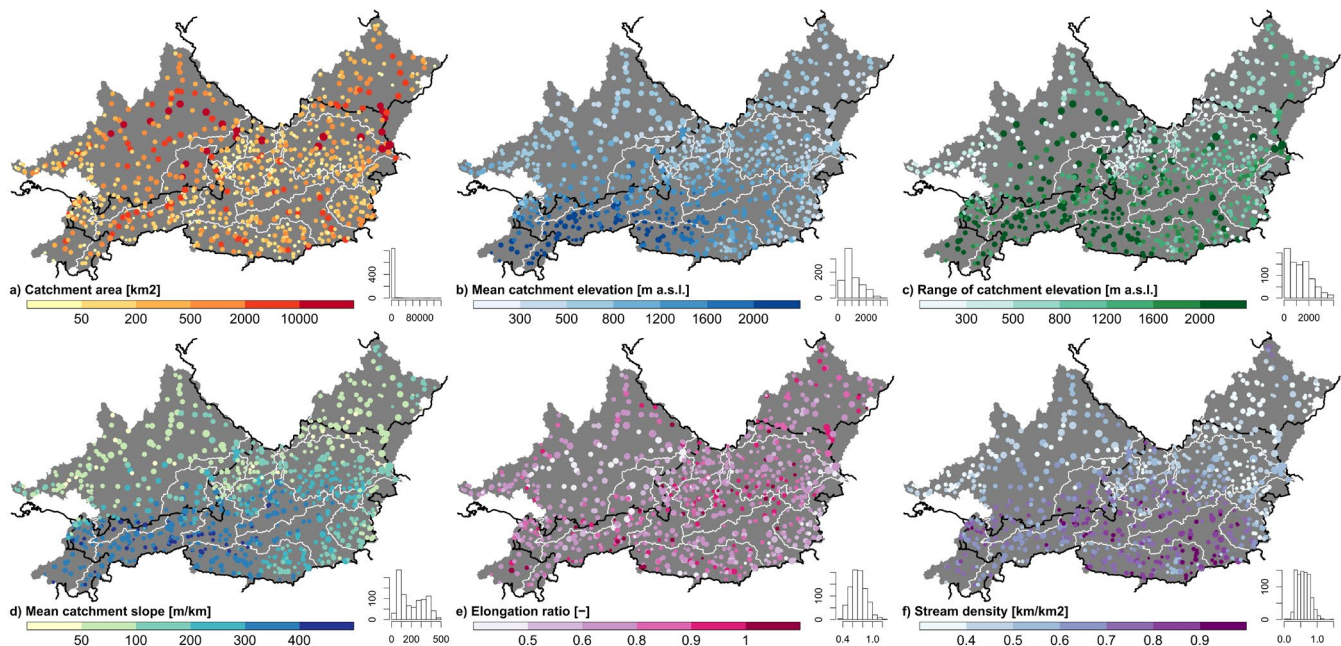 400
0
0 80000
a) Catchment area [km2]
50 200 500 2000 10000
200
0
0 2000
b) Mean catchment elevation [m a.s.l.]
300 500 800 1200 1600 2000
150
0
0 2000
c) Range of catchment elevation [m a.s.l.]
300 500 800 1200 1600 2000
100
0
0 200 500
d) Mean catchment slope [m/km]
50 100 200 300 400
100
0
0.4 1.0
e) Elongation ratio [−]
0.5 0.6 0.8 0.9 1
100
0
0.0 1.0
f) Stream density [km/km2]
0.4 0.5 0.6 0.7 0.8 0.9